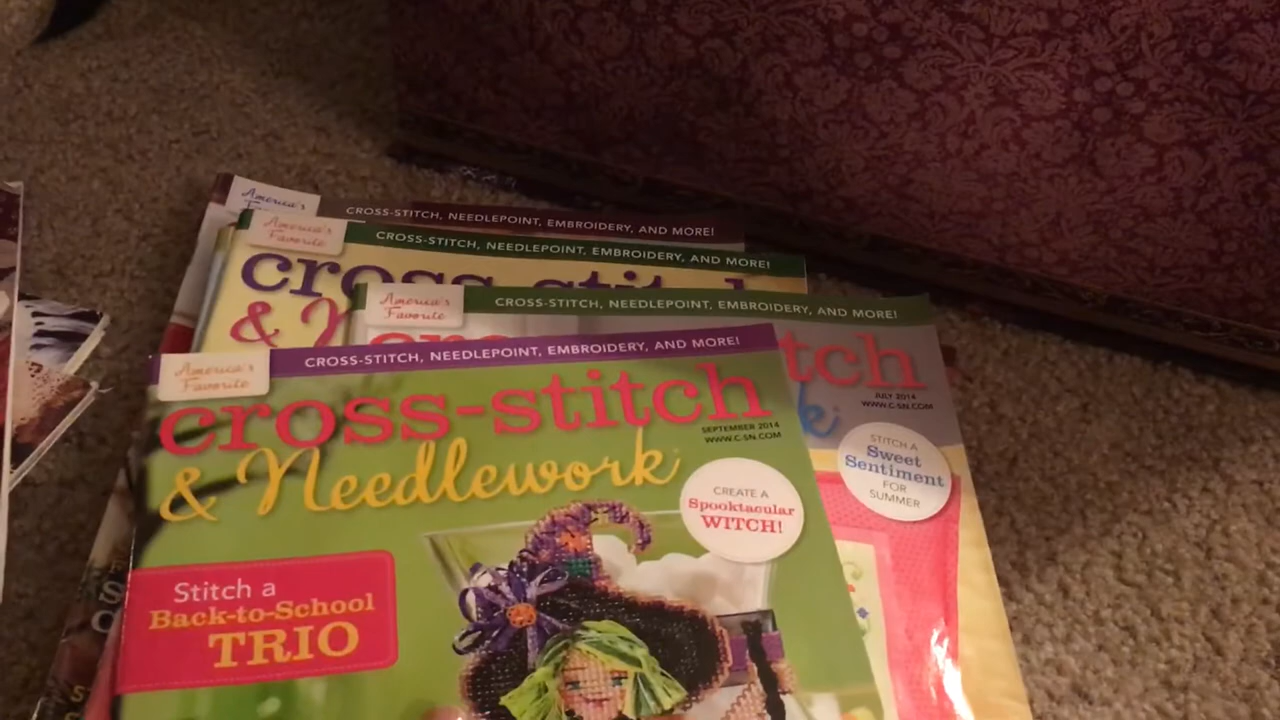 America's
CROSS-STITCH, NEEDLEPOINT, EMBROIDERY, AND MORE!
America's
Favorite
CROSS-STITCH, NEEDLEPOINT, EMBROIDERY, AND MORE!
cross-stitch
&
America's
Favorite
CROSS-STITCH, NEEDLEPOINT, EMBROIDERY, AND MORE!
tch
JULY 2014
WWW.C-SN.COM
k
STITCH A
Sweet
Sentiment
FOR
SUMMER
America's
Favorite
CROSS-STITCH, NEEDLEPOINT, EMBROIDERY, AND MORE!
cross-stitch
& Needlework
SEPTEMBER 2014
WWW.C-SN.COM
CREATE A
Spooktacular
WITCH!
Stitch a
Back-to-School
TRIO